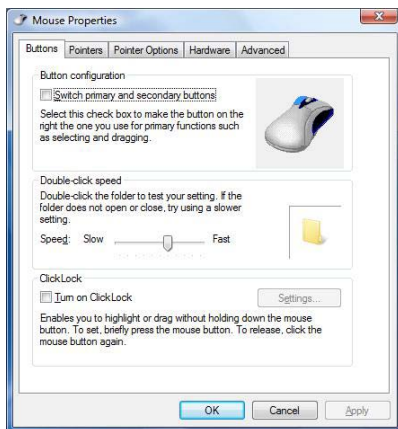 Mouse Properties
Buttons Pointers Pointer Options Hardware Advanced
Button configuration
Switch primary and secondary buttons
Select this check box to make the button on the
right the one you use for primary functions such
as selecting and dragging.
Double-click speed
Double-click the folder to test your setting. If the
folder does not open or close, try using a slower
setting.
Speed: Slow Fast
ClickLock
Turn on ClickLock Settings...
Enables you to highlight or drag without holding down the mouse
button. To set, briefly press the mouse button. To release, click the
mouse button again.
OK Cancel Apply